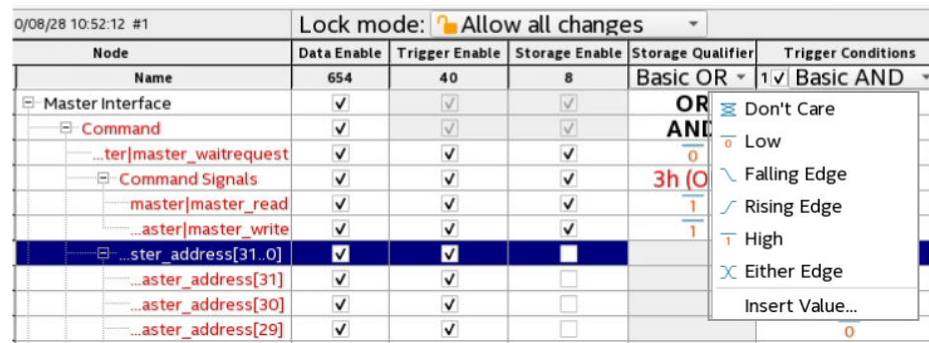 0/08/28 10:52:12 #1 Lock mode: Allow all changes
Node Data Enable Trigger Enable Storage Enable Storage Qualifier Trigger Conditions
Name 654 40 8 Basic OR 1 Basic AND
Master Interface OR
Command AND
...ter|master_waitrequest 0
Command Signals 3h (O
master|master_read 1
...aster|master_write 1
...ster_address[31..0]
...aster_address[31]
...aster_address[30]
...aster_address[29] 0
Don't Care
0 Low
Falling Edge
Rising Edge
1 High
Either Edge
Insert Value...